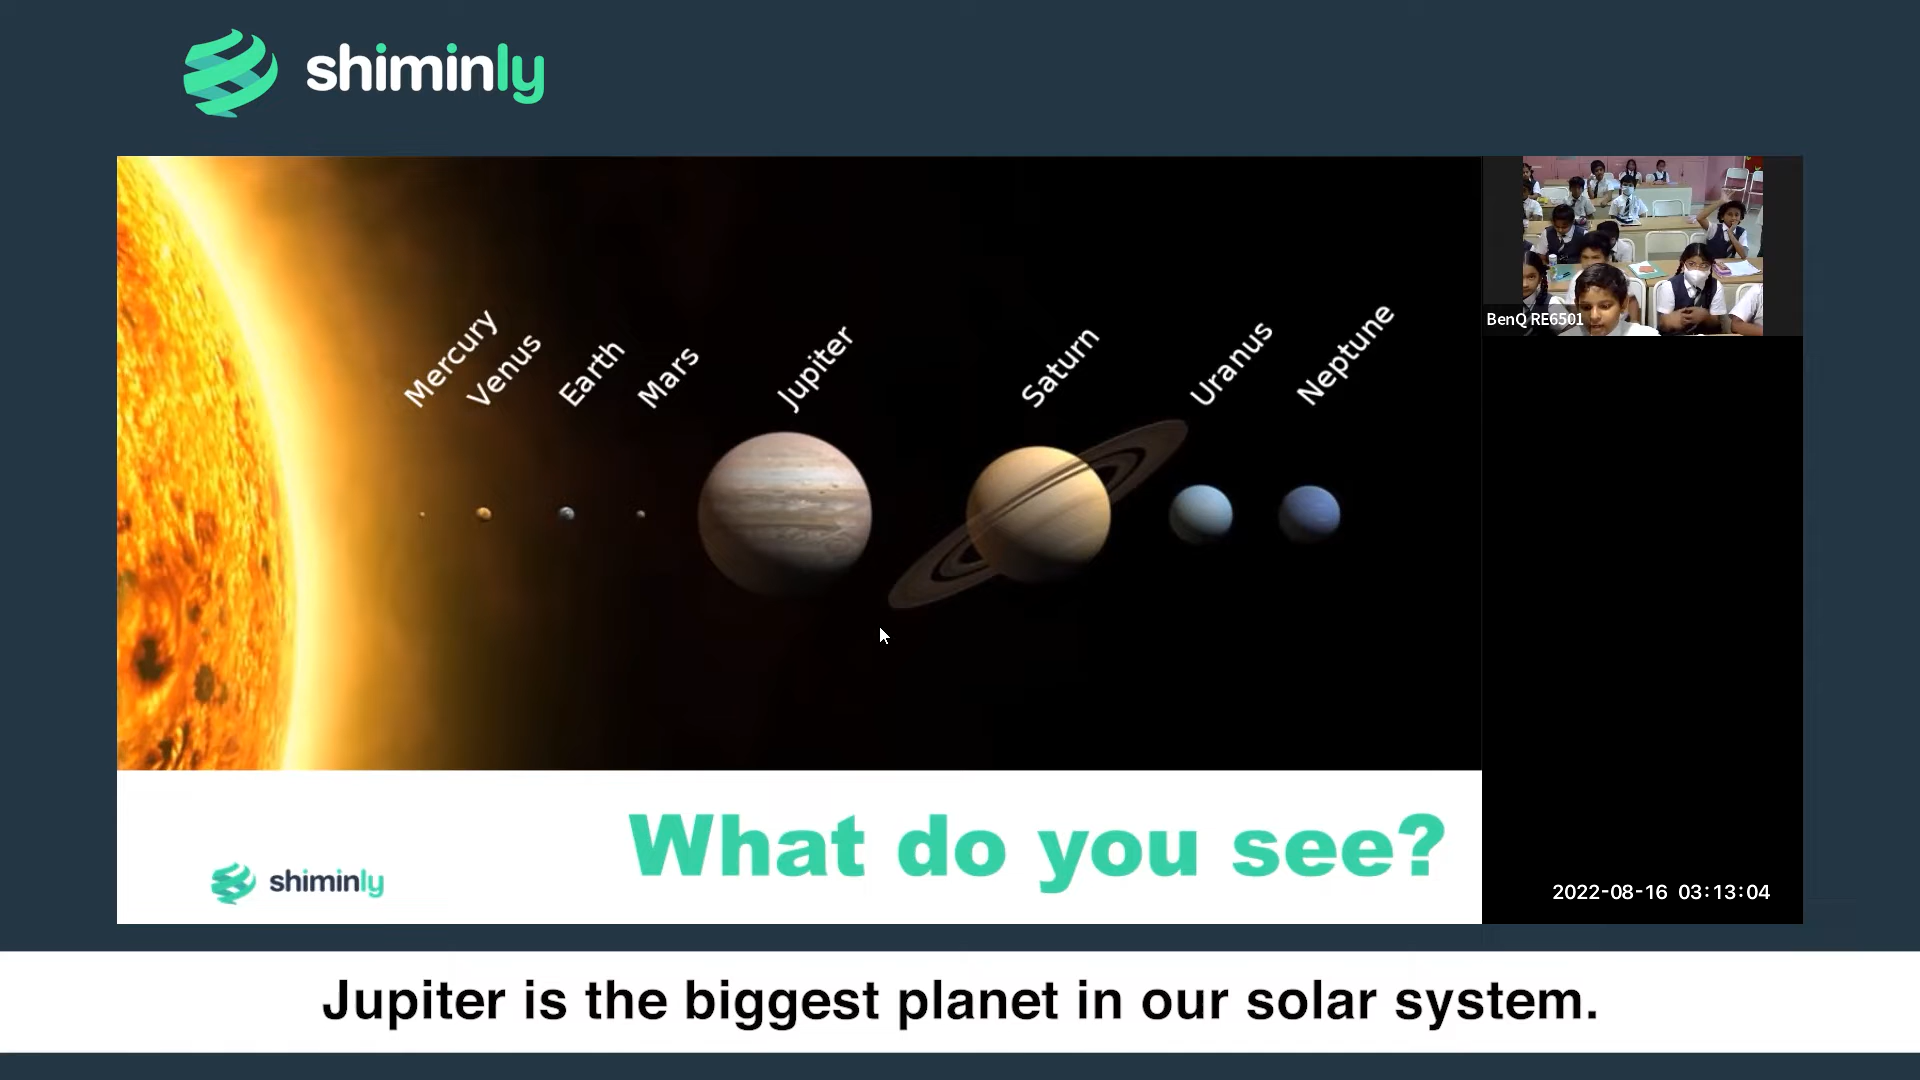 shiminly
Mercury
Venus
Earth
Mars
Jupiter
Saturn
Uranus
Neptune
BenQ RE6501
What do you see?
shiminly
2022-08-16 03:13:04
Jupiter is the biggest planet in our solar system.